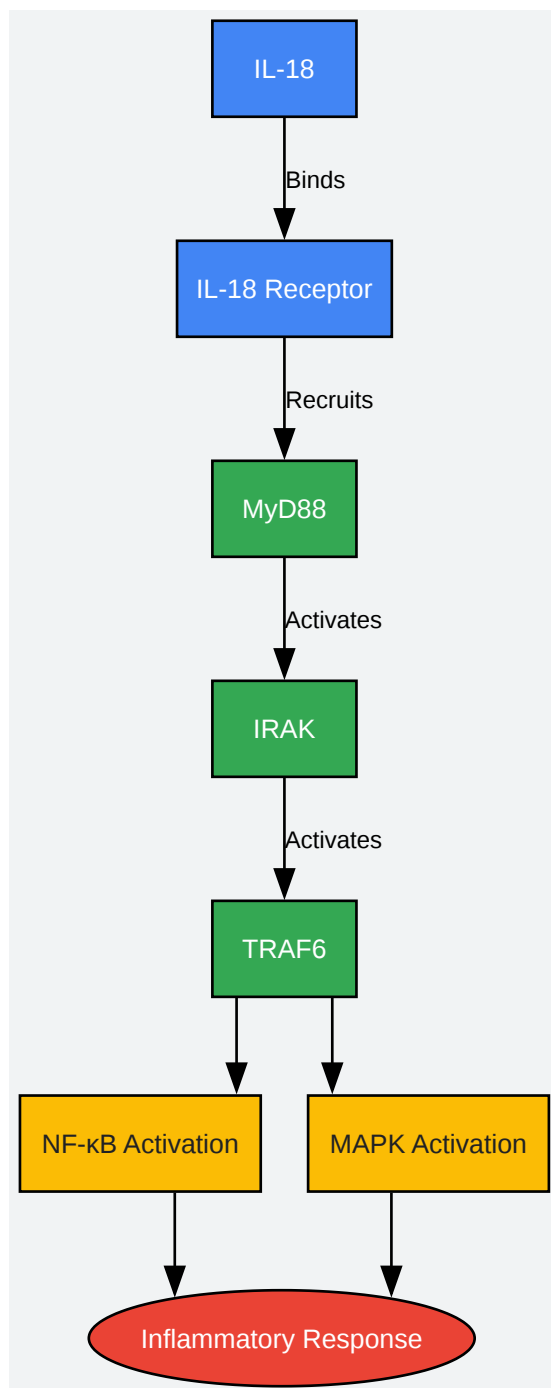 IL-18
Binds
IL-18 Receptor
Recruits
MyD88
Activates
IRAK
Activates
TRAF6
NF-κB Activation
MAPK Activation
Inflammatory Response